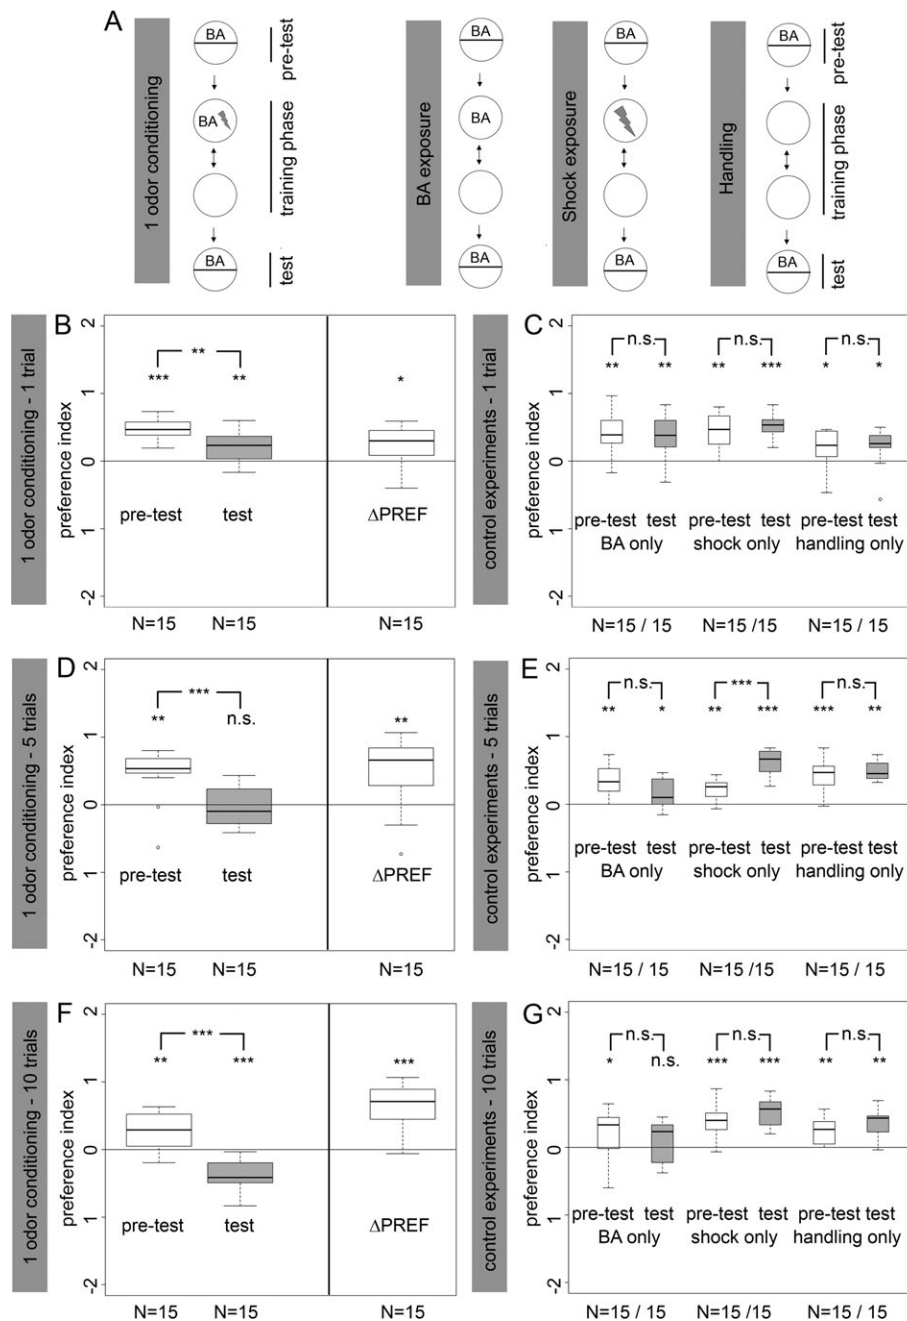 A
1 odor conditioning
BA
pre-test
BA
training phase
BA
test
BA exposure
BA
BA
BA
Shock exposure
BA
BA
Handling
BA
pre-test
training phase
BA
test
1 odor conditioning - 1 trial
B
preference index
2
1
0
1
-2
**
*** ** *
pre-test test ΔPREF
N=15 N=15 N=15
control experiments - 1 trial
C
preference index
2
1
0
1
-2
n.s. n.s. n.s.
** ** ** *** * *
pre-test test pre-test test pre-test test
BA only shock only handling only
N=15 / 15 N=15 /15 N=15 / 15
1 odor conditioning - 5 trials
D
preference index
2
1
0
1
-2
***
** n.s. **
pre-test test ΔPREF
N=15 N=15 N=15
control experiments - 5 trials
E
preference index
2
1
0
1
-2
n.s. *** n.s.
** * ** *** *** **
pre-test test pre-test test pre-test test
BA only shock only handling only
N=15 / 15 N=15 /15 N=15 / 15
1 odor conditioning - 10 trials
F
preference index
2
1
0
1
-2
***
** *** ***
pre-test test ΔPREF
N=15 N=15 N=15
control experiments - 10 trials
G
preference index
2
1
0
1
-2
n.s. n.s. n.s.
* n.s. *** *** ** **
pre-test test pre-test test pre-test test
BA only shock only handling only
N=15 / 15 N=15 /15 N=15 / 15